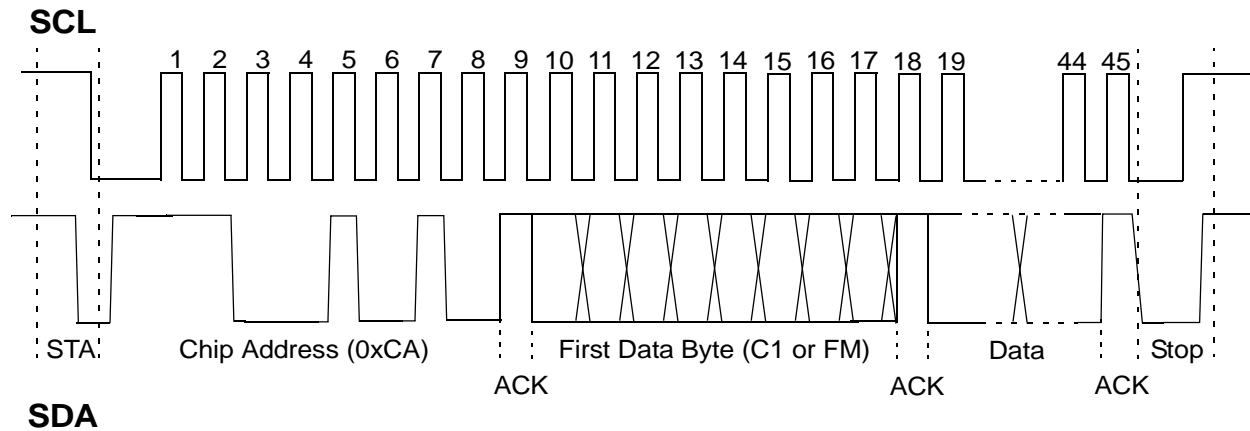 SCL
1 2 3 4 5 6 7 8 9 10 11 12 13 14 15 16 17 18 19 44 45
STA Chip Address (0xCA) First Data Byte (C1 or FM) Data Stop
ACK ACK ACK
SDA